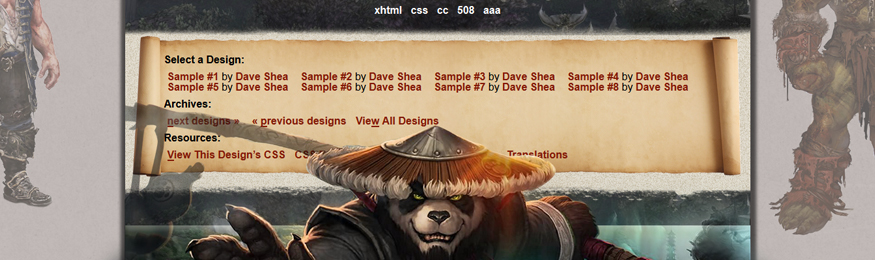 xhtml css cc 508 aaa
Select a Design:
Sample #1 by Dave Shea Sample #2 by Dave Shea Sample #3 by Dave Shea Sample #4 by Dave Shea
Sample #5 by Dave Shea Sample #6 by Dave Shea Sample #7 by Dave Shea Sample #8 by Dave Shea
Archives:
next designs » « previous designs View All Designs
Resources:
View This Design's CSS Translations